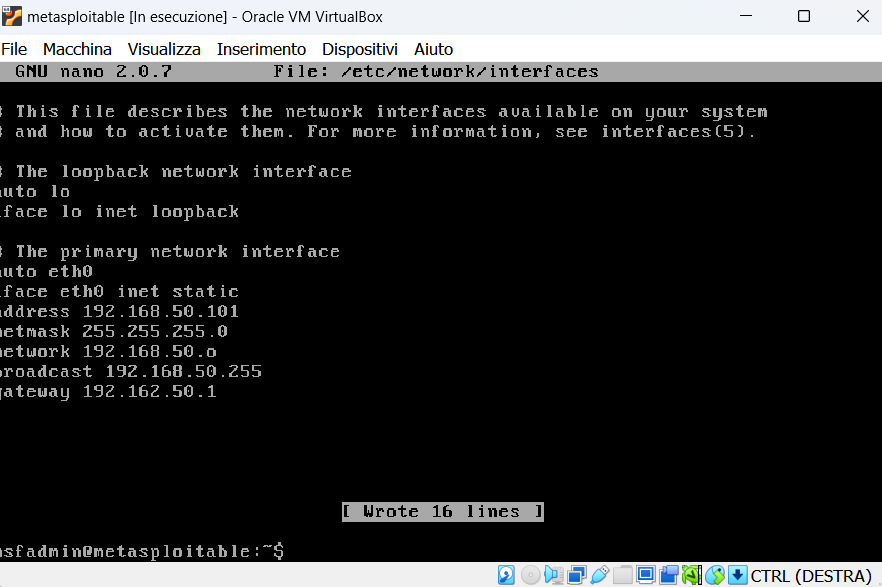 metasploitable [In esecuzione] - Oracle VM VirtualBox
File Macchina Visualizza Inserimento Dispositivi Aiuto
GNU nano 2.0.7 File: /etc/network/interfaces
# This file describes the network interfaces available on your system
# and how to activate them. For more information, see interfaces(5).
# The loopback network interface
auto lo
iface lo inet loopback
# The primary network interface
auto eth0
iface eth0 inet static
address 192.168.50.101
netmask 255.255.255.0
network 192.168.50.o
broadcast 192.168.50.255
gateway 192.162.50.1
[ Wrote 16 lines ]
msfadmin@metasploitable:~$
CTRL (DESTRA)